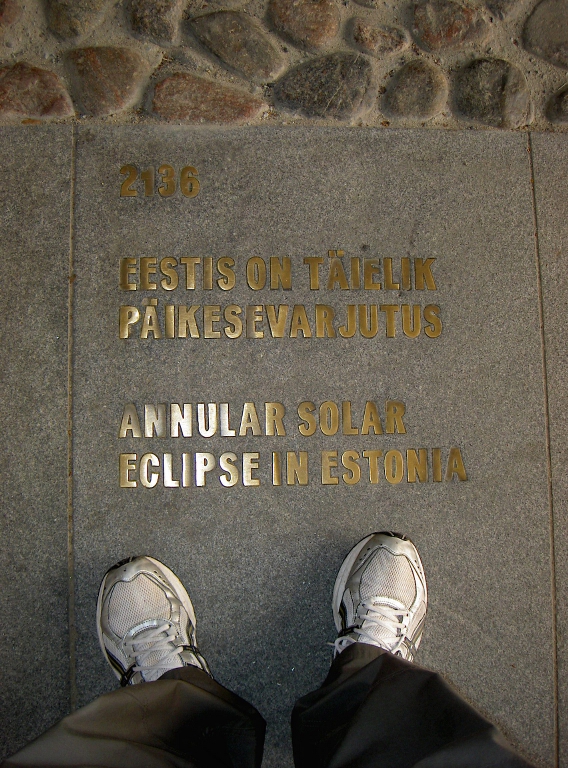 2136
EESTIS ON TÄIELIK
PÄIKESEVARJUTUS
ANNULAR SOLAR
ECLIPSE IN ESTONIA